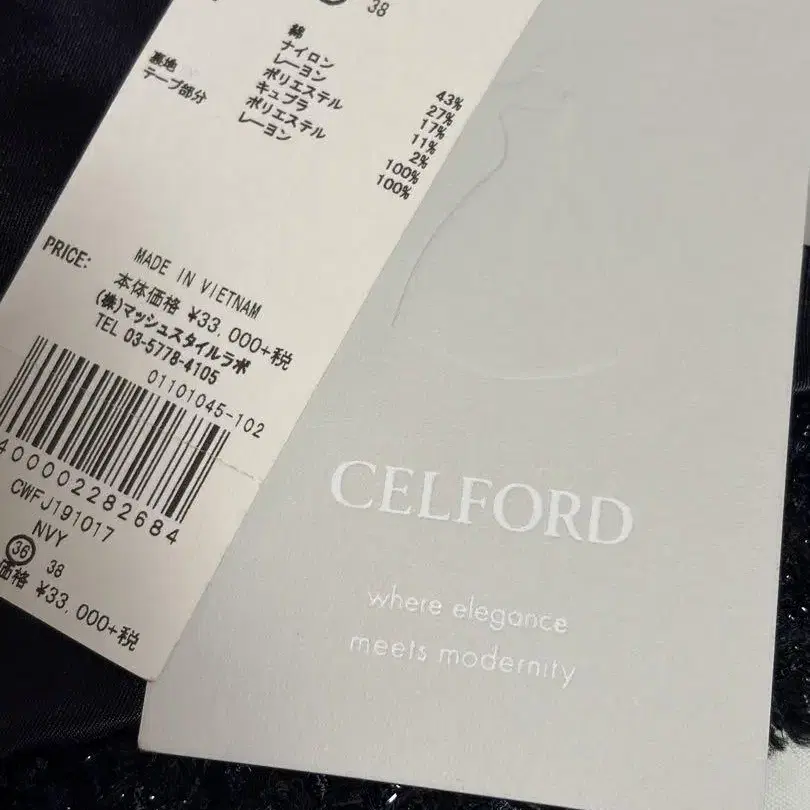 38
綿 43%
ナイロン 27%
レーヨン 17%
ポリエステル 11%
キュプラ 2%
裏地 ポリエステル 100%
テープ部分 レーヨン 100%
MADE IN VIETNAM
PRICE: 本体価格 ¥33,000+税
(株)マッシュスタイルラボ
TEL 03-5778-4105
01101045-102
400002282684
CWFJ191017
NVY
36 38
価格 ¥33,000+税
CELFORD
where elegance
meets modernity